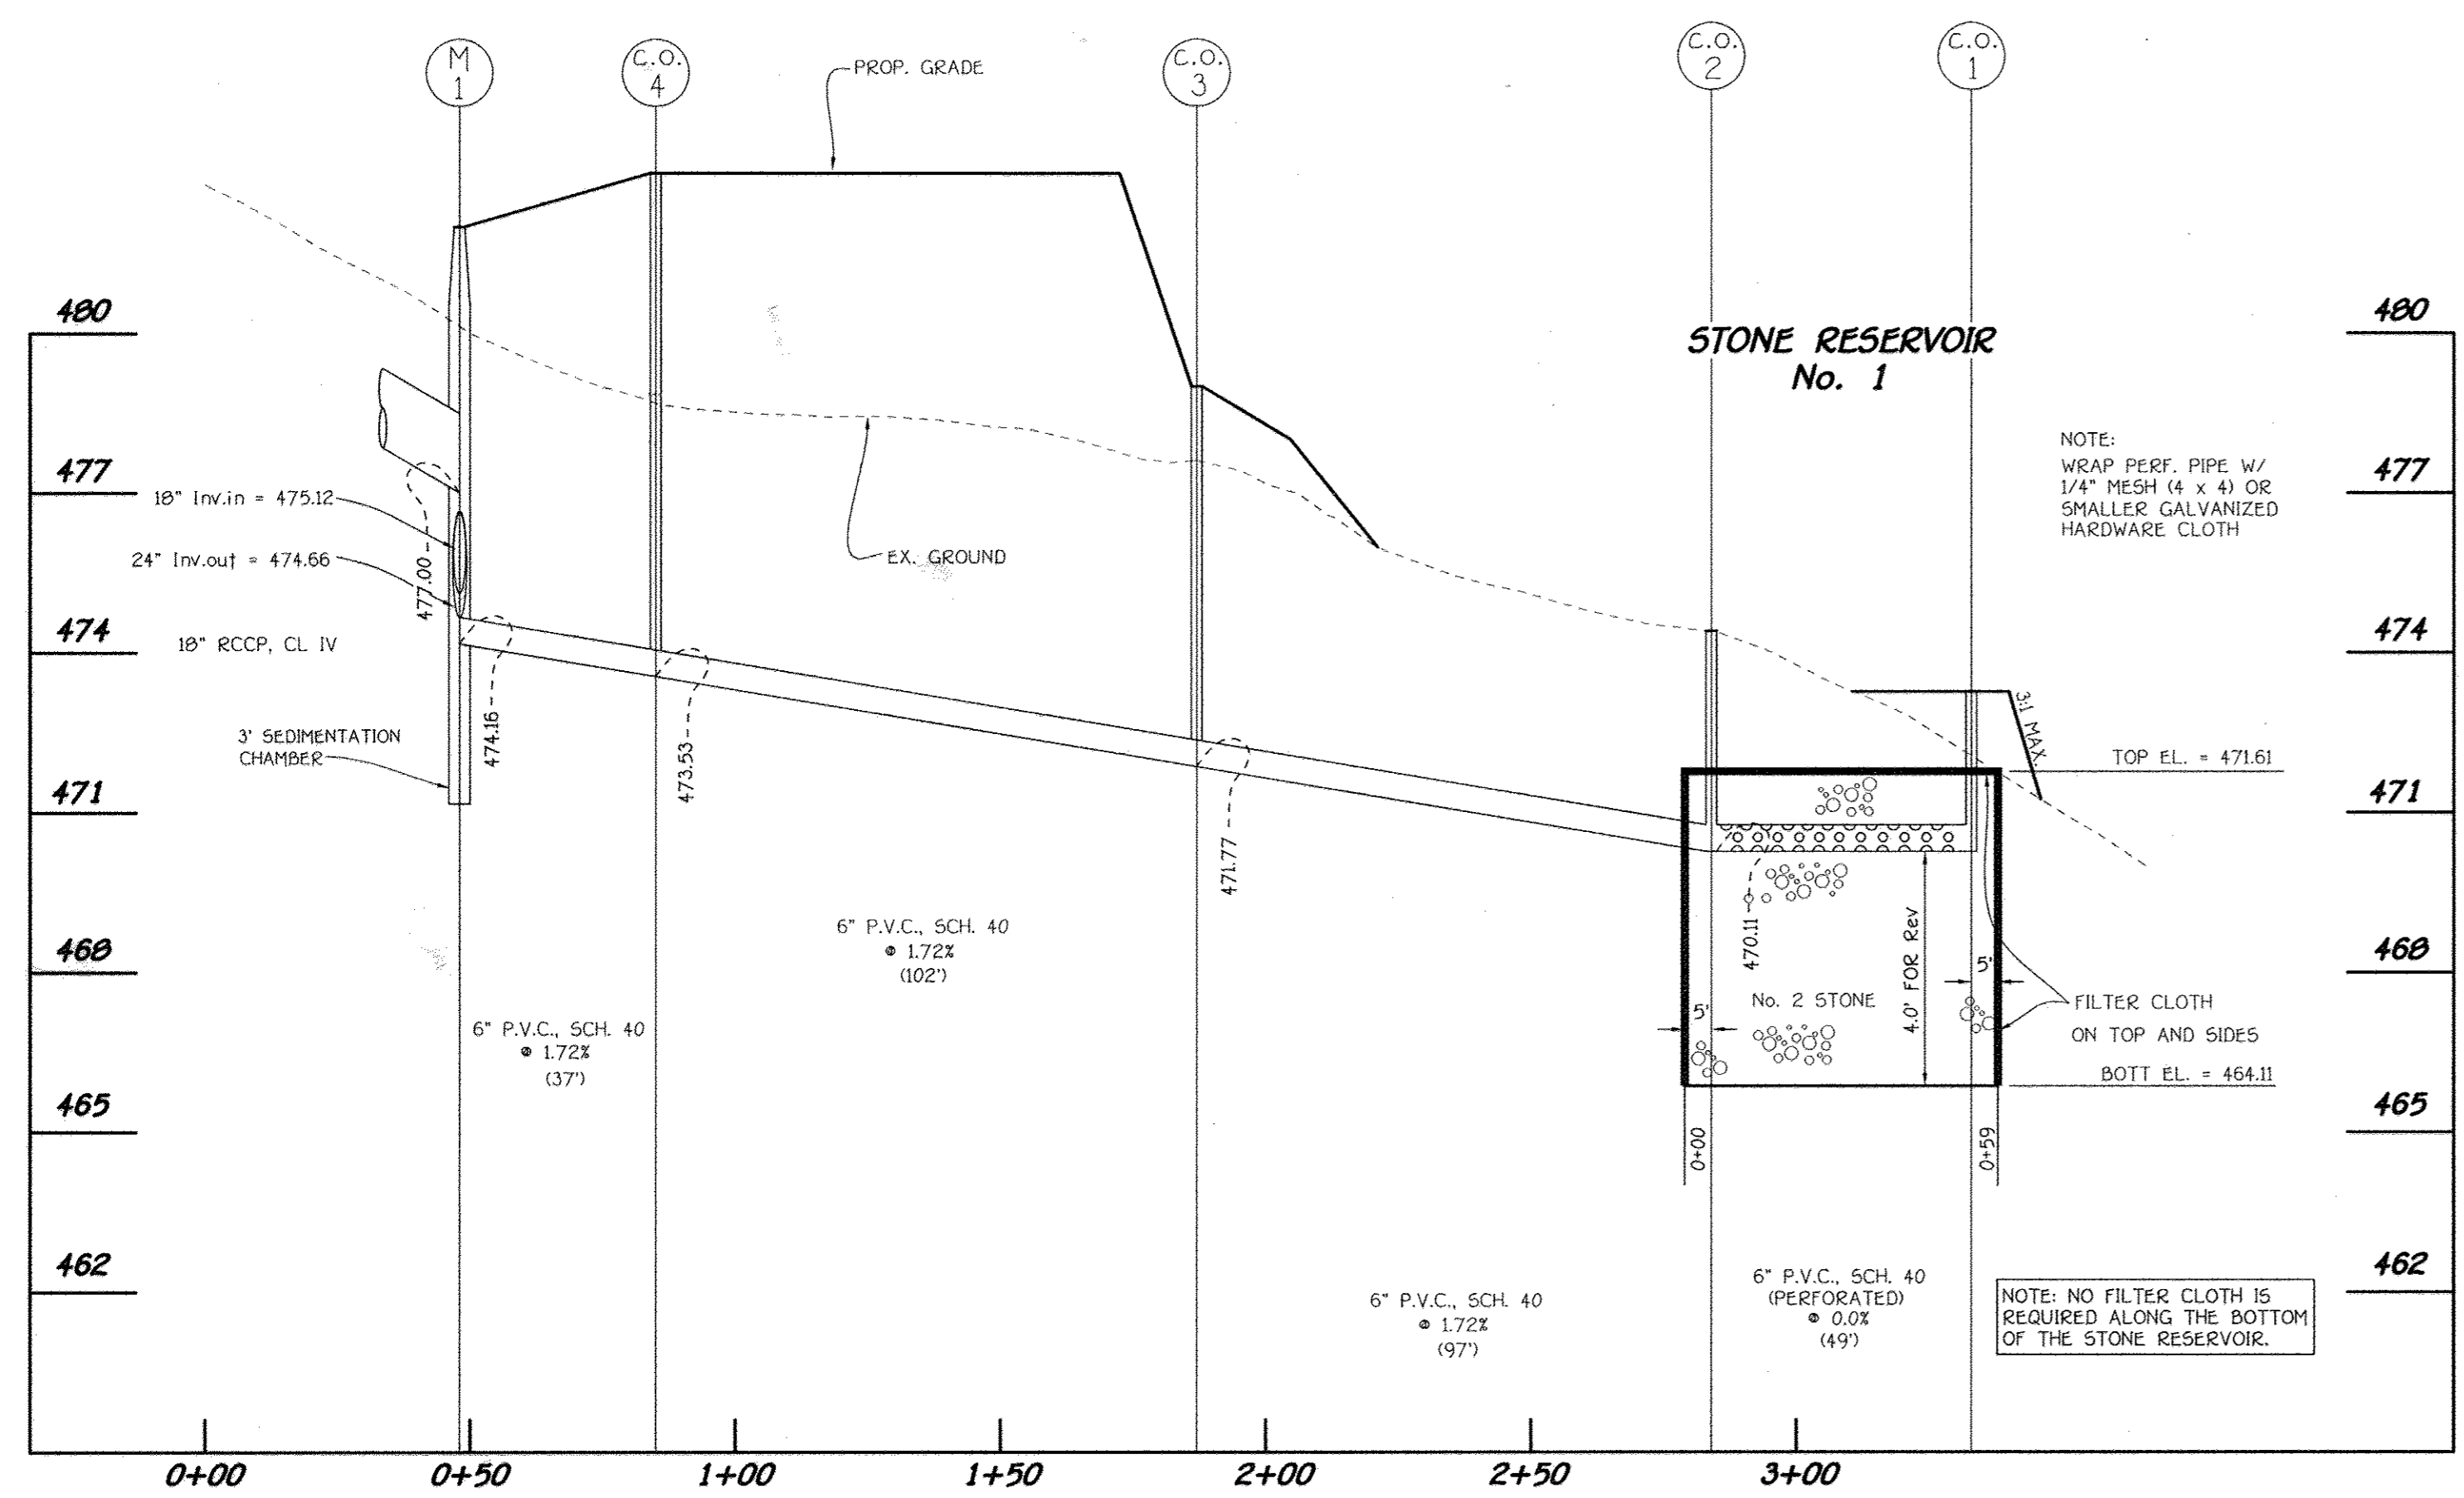 M
1
C.O.
4
C.O.
3
C.O.
2
C.O.
1
PROP. GRADE
480
480
STONE RESERVOIR
No. 1
NOTE:
WRAP PERF. PIPE W/
1/4" MESH (4 x 4) OR
SMALLER GALVANIZED
HARDWARE CLOTH
477
477
18" Inv.in = 475.12
24" Inv.out = 474.66
477.00
EX. GROUND
474
474
18" RCCP, CL IV
3' SEDIMENTATION
CHAMBER
474.16
473.53
471.77
3:1 MAX.
TOP EL. = 471.61
471
471
6" P.V.C., SCH. 40
@ 1.72%
(102')
470.11
4.0' FOR Rev
468
468
5'
5'
No. 2 STONE
FILTER CLOTH
ON TOP AND SIDES
6" P.V.C., SCH. 40
@ 1.72%
(37')
BOTT EL. = 464.11
465
465
0+00
0+59
462
462
6" P.V.C., SCH. 40
@ 1.72%
(97')
6" P.V.C., SCH. 40
(PERFORATED)
@ 0.0%
(49')
NOTE: NO FILTER CLOTH IS
REQUIRED ALONG THE BOTTOM
OF THE STONE RESERVOIR.
0+00
0+50
1+00
1+50
2+00
2+50
3+00